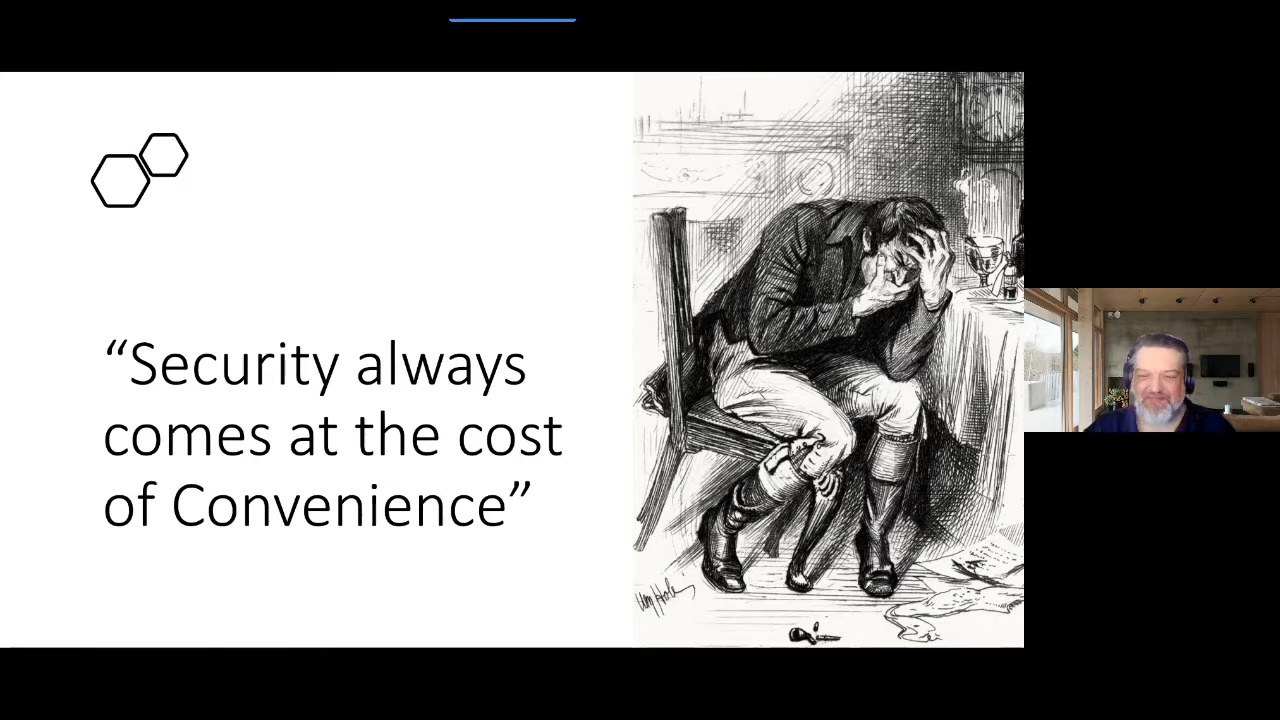 “Security always
comes at the cost
of Convenience”